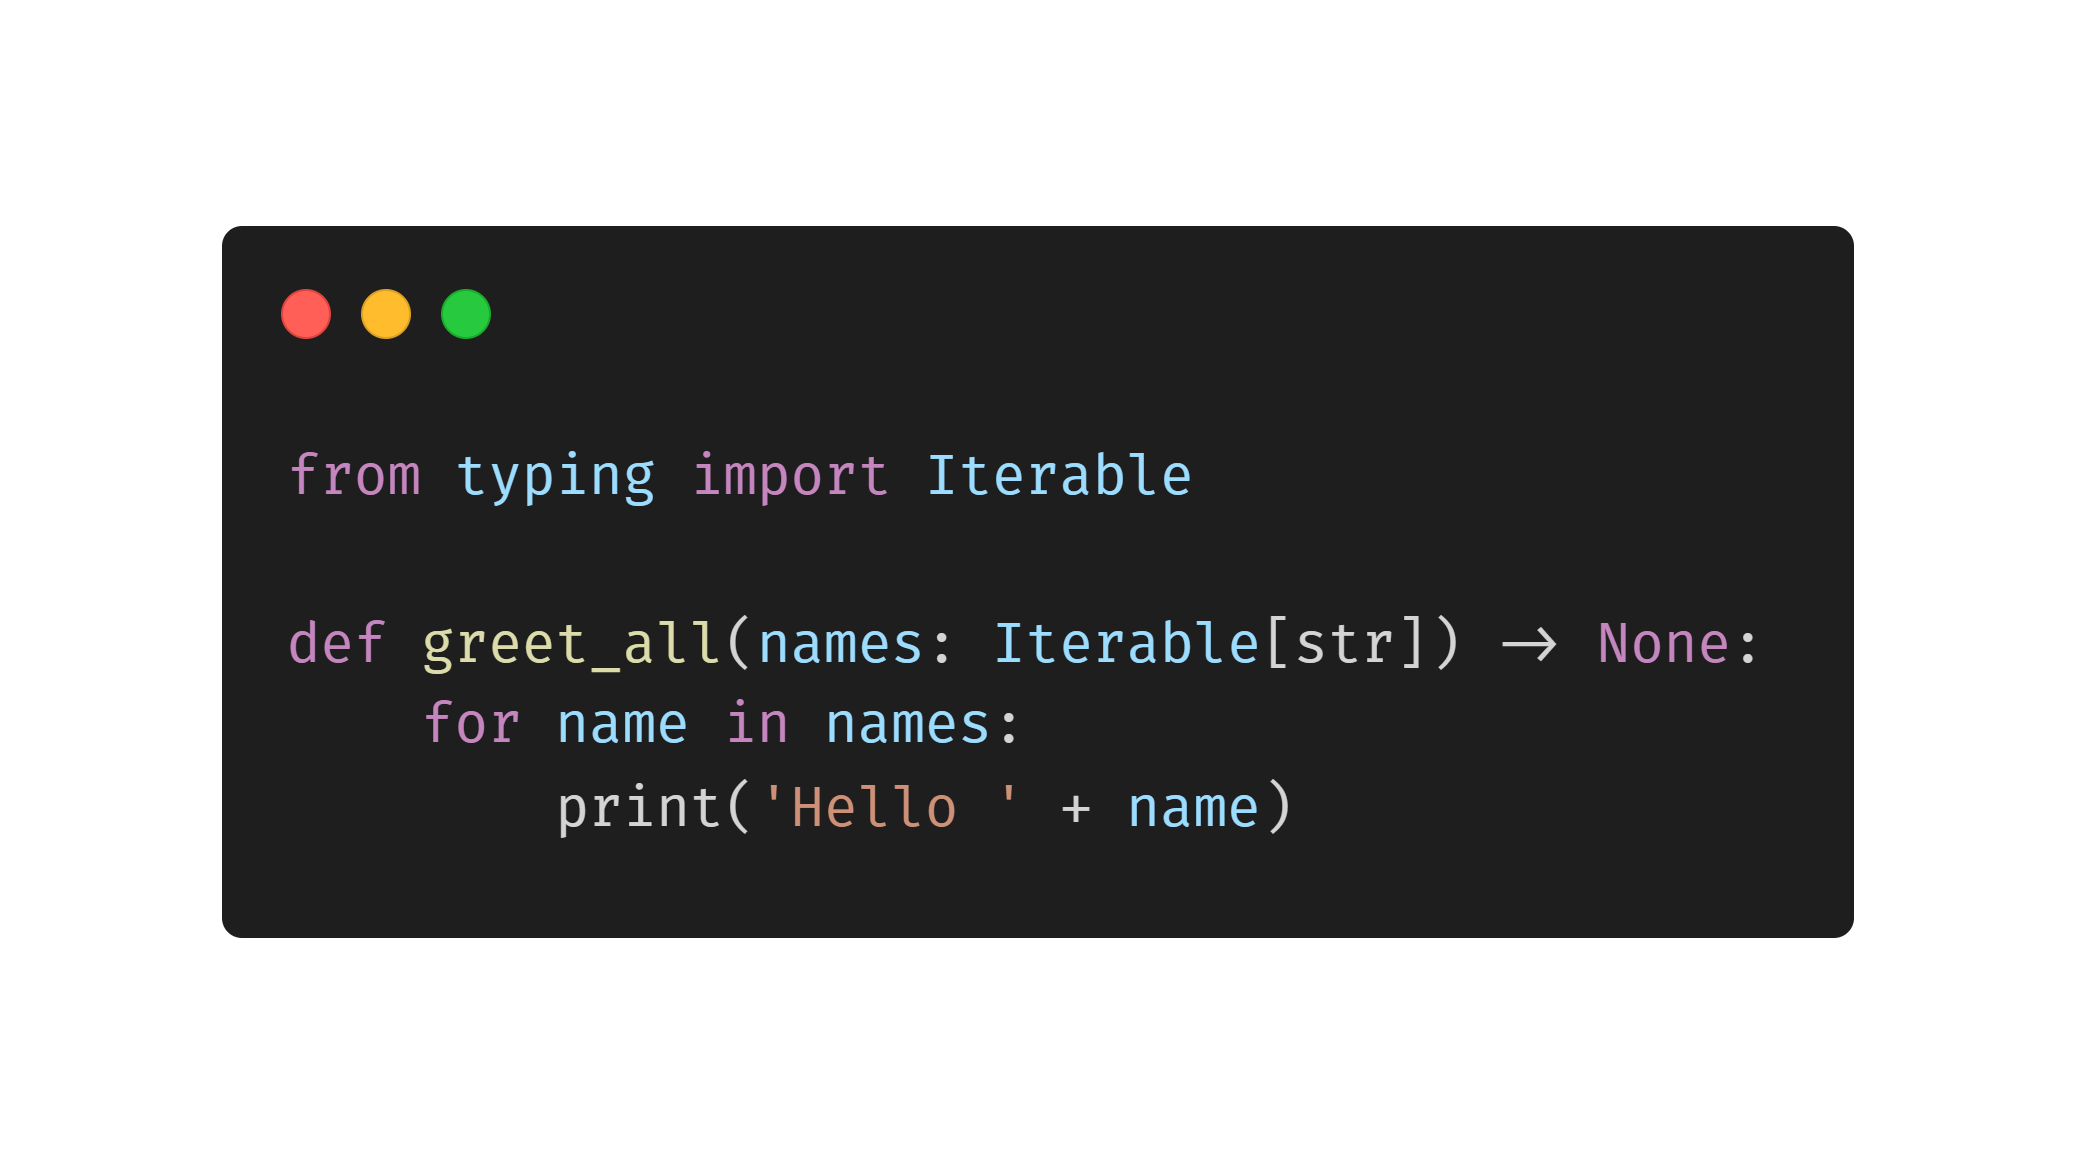 from typing import Iterable
def greet_all(names: Iterable[str]) -> None:
    for name in names:
        print('Hello ' + name)